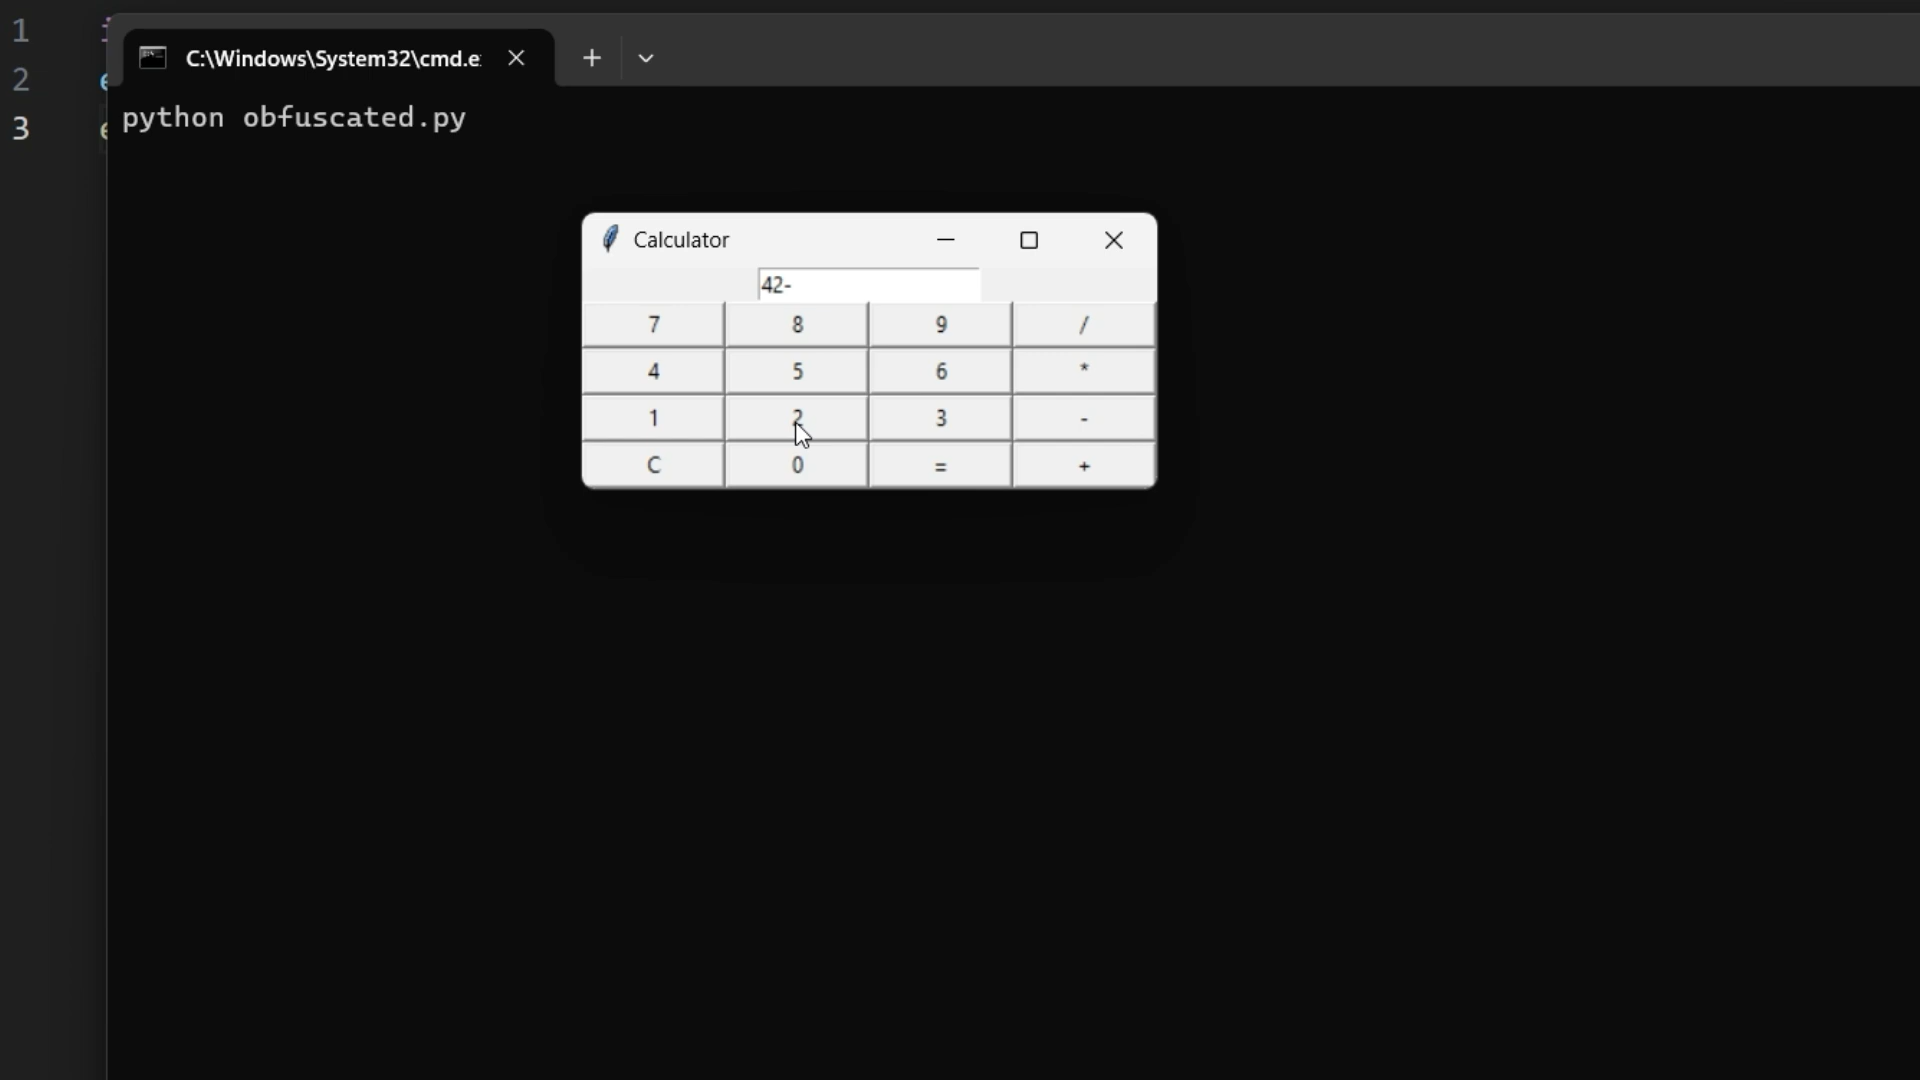 1 i
C:\Windows\System32\cmd.e
2 e
python obfuscated.py
3 e
Calculator
42-
7 8 9 /
4 5 6 *
1 2 3 -
C 0 = +